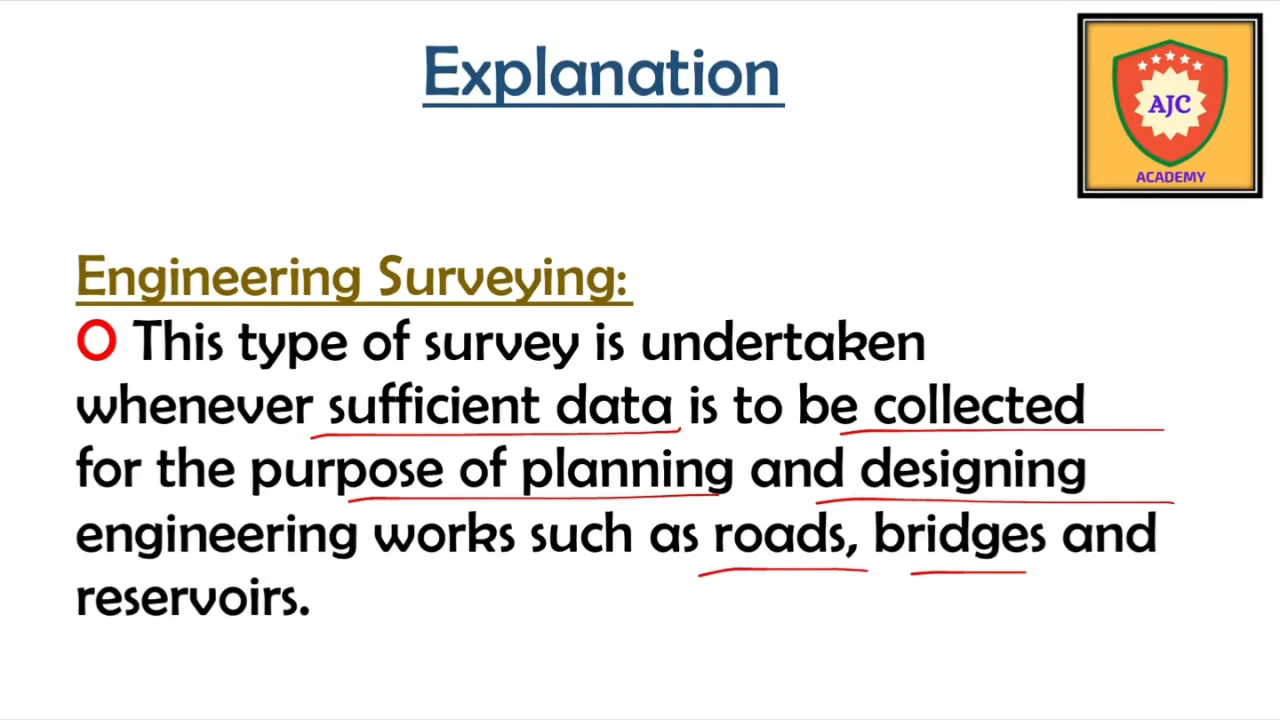 Explanation
AJC
ACADEMY
Engineering Surveying:
O This type of survey is undertaken
whenever sufficient data is to be collected
for the purpose of planning and designing
engineering works such as roads, bridges and
reservoirs.